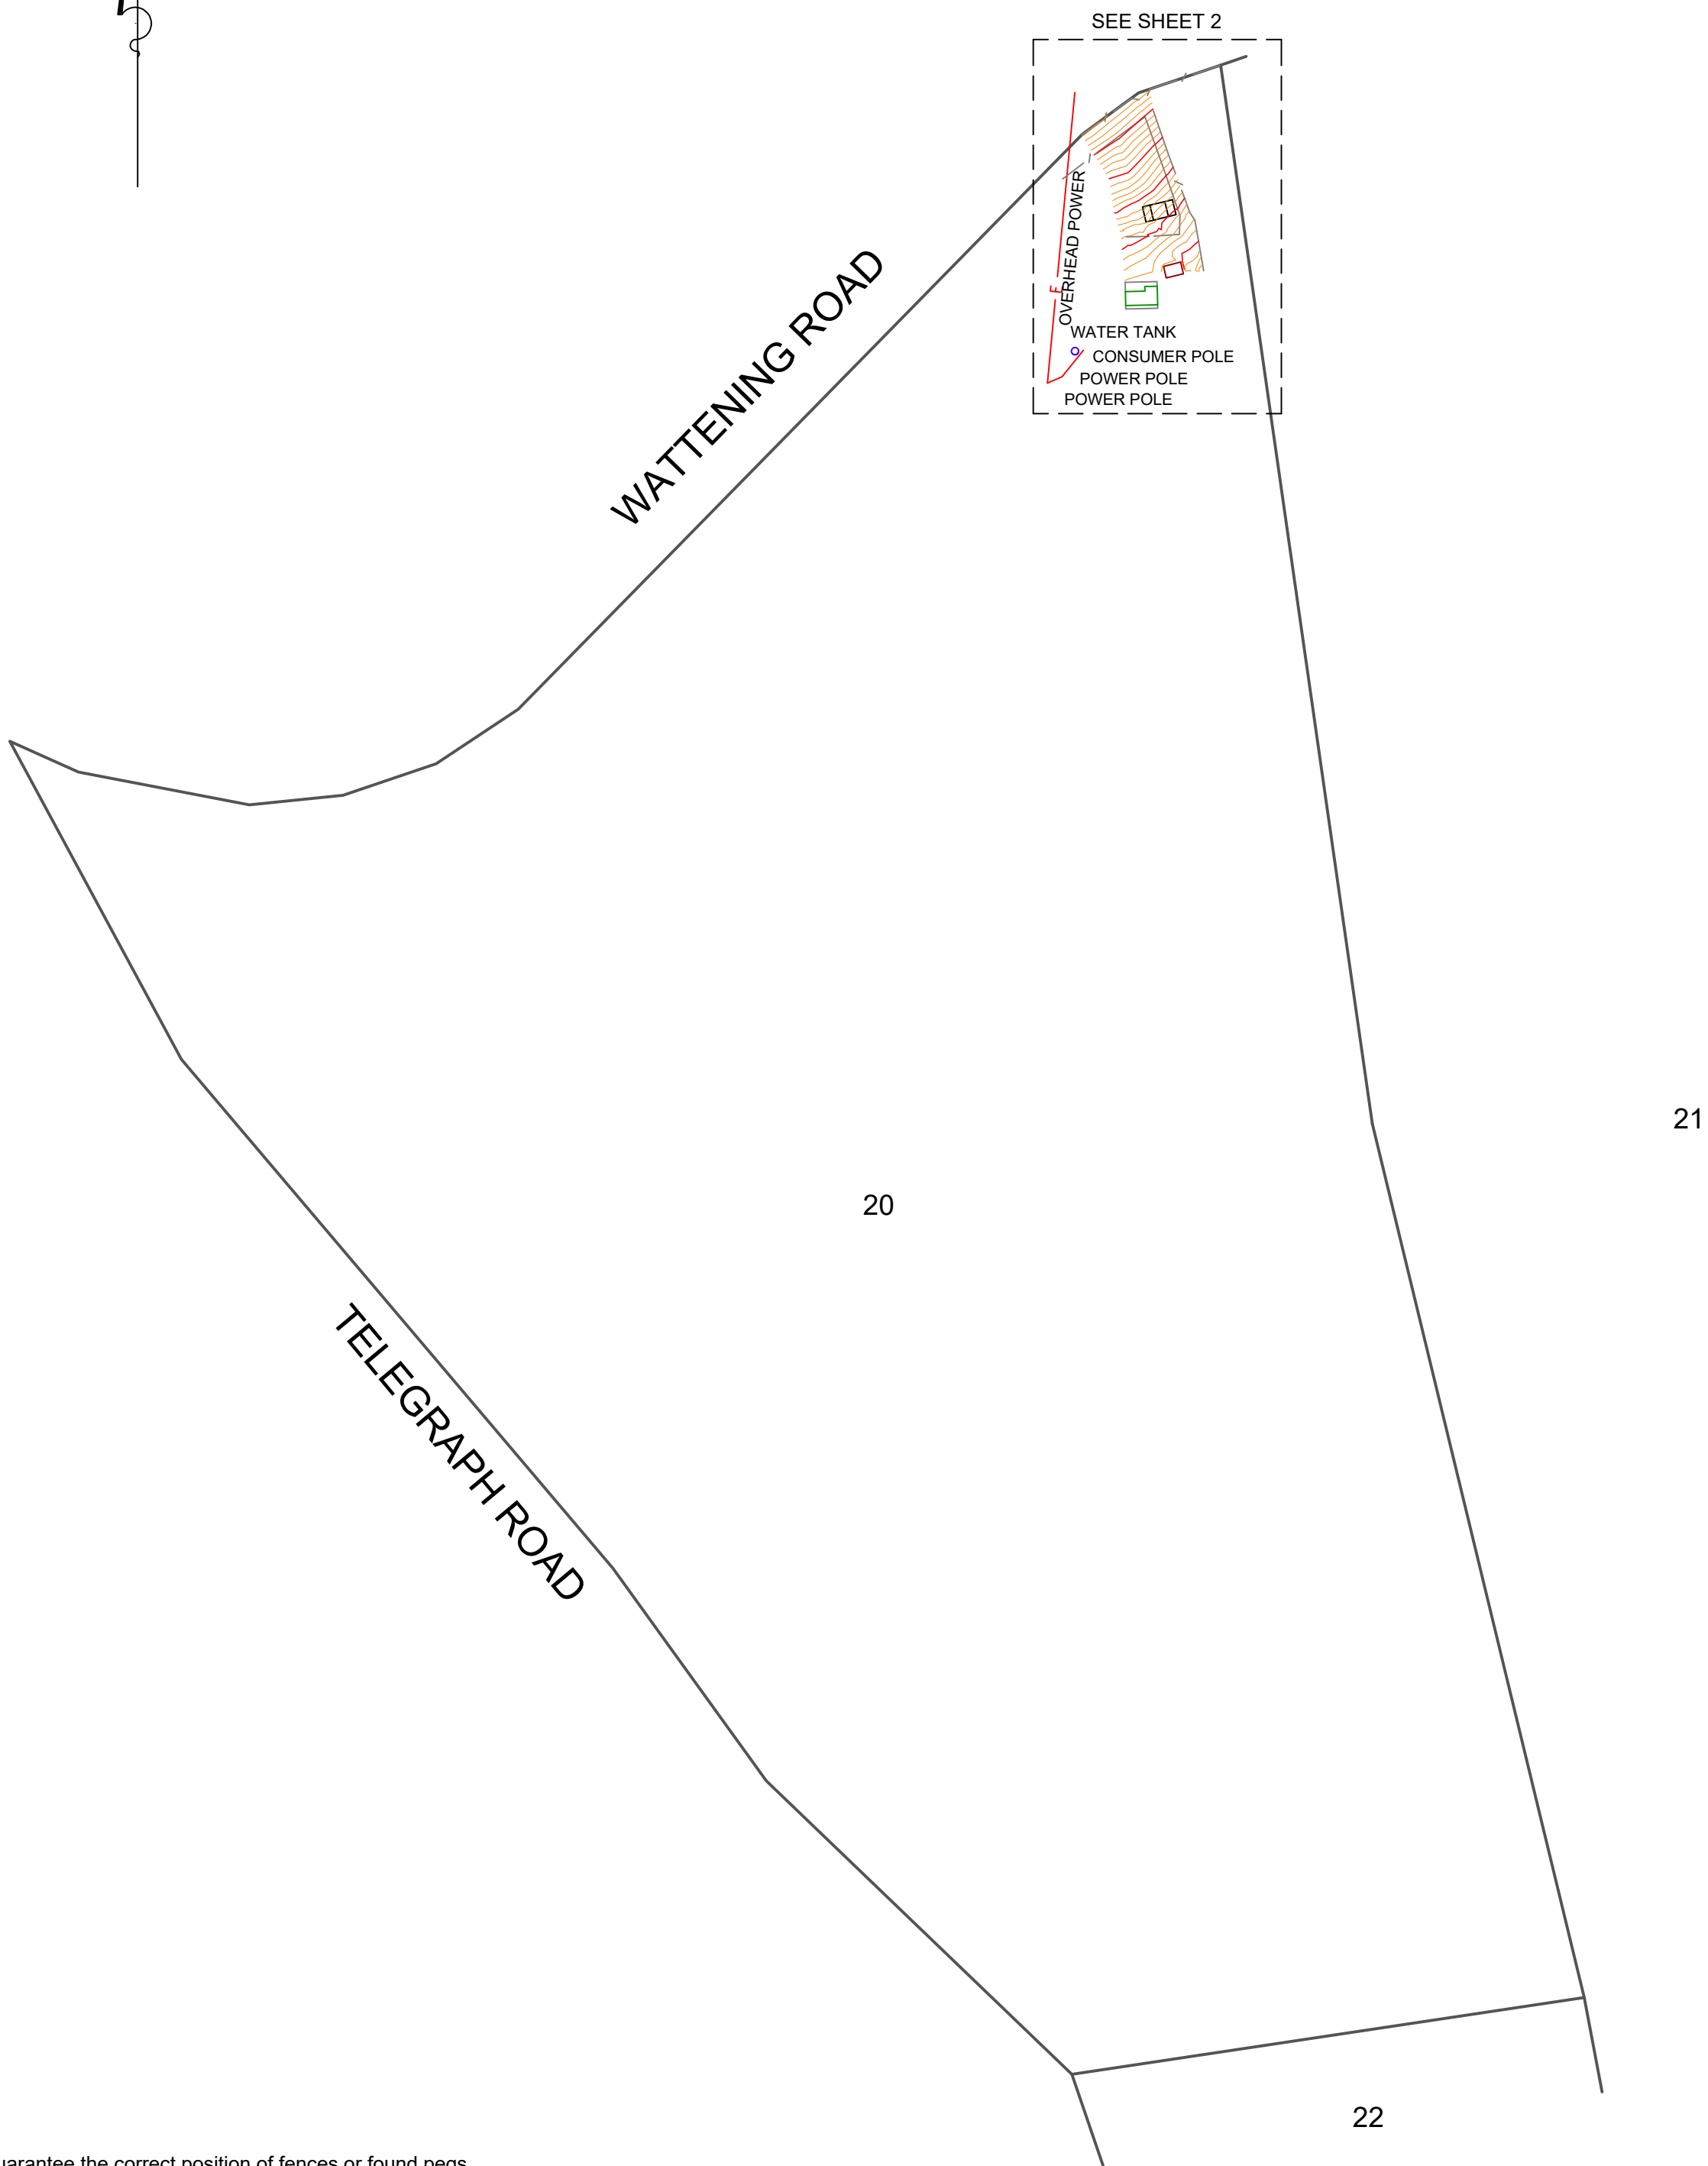 SEE SHEET 2
OVERHEAD POWER
E
WATER TANK
CONSUMER POLE
POWER POLE
POWER POLE
WATTENING ROAD
21
20
TELEGRAPH ROAD
22
the correct position of fences or found pegs